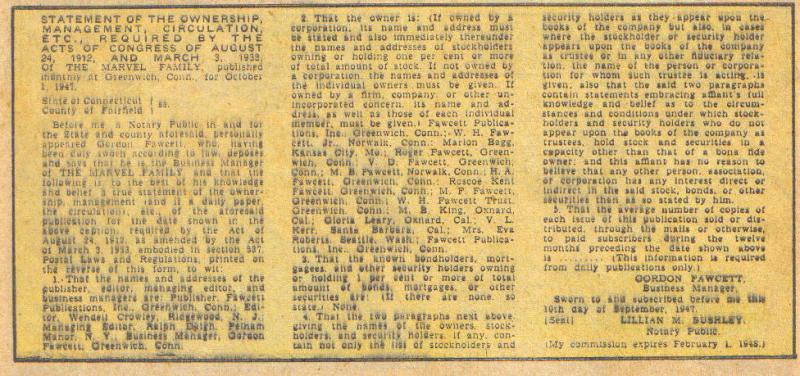 STATEMENT OF THE OWNERSHIP,
MANAGEMENT, CIRCULATION,
ETC., REQUIRED BY THE
ACTS OF CONGRESS OF AUGUST
24, 1912, AND MARCH 3, 1933,
Of THE MARVEL FAMILY, published
monthly at Greenwich, Conn., for October
1, 1947.
State of Connecticut } ss.
County of Fairfield }
Before me a Notary Public in and for
the State and county aforesaid, personally
appeared Gordon Fawcett, who, having
been duly sworn according to law, deposes
and says that he is the Business Manager
of THE MARVEL FAMILY and that the
following is to the best of his knowledge
and belief a true statement of the owner-
ship, management (and if a daily paper,
the circulation), etc., of the aforesaid
publication for the date shown in the
above caption, required by the Act of
August 24, 1912, as amended by the Act
of March 3, 1933, embodied in section 537,
Postal Laws and Regulations, printed on
the reverse of this form, to wit:
1. That the names and addresses of the
publisher, editor, managing editor, and
business managers are: Publisher, Fawcett
Publications, Inc., Greenwich, Conn.; Edi-
tor, Wendell Crowley, Ridgewood, N. J.;
Managing Editor, Ralph Daigh, Pelham
Manor, N. Y.; Business Manager, Gordon
Fawcett, Greenwich, Conn.
2. That the owner is: (If owned by a
corporation, its name and address must
be stated and also immediately thereunder
the names and addresses of stockholders
owning or holding one per cent or more
of total amount of stock. If not owned by
a corporation, the names and addresses of
the individual owners must be given. If
owned by a firm, company, or other un-
incorporated concern, its name and ad-
dress, as well as those of each individual
member, must be given.) Fawcett Publica-
tions, Inc., Greenwich, Conn.; W. H. Faw-
cett, Jr., Norwalk, Conn.; Marion Bagg,
Kansas City, Mo.; Roger Fawcett, Green-
wich, Conn.; V. D. Fawcett, Greenwich,
Conn.; M. B. Fawcett, Norwalk, Conn.; H. A.
Fawcett, Greenwich, Conn.; Roscoe Kent
Fawcett, Greenwich, Conn.; M. F. Fawcett,
Greenwich, Conn.; W. H. Fawcett Trust,
Greenwich, Conn.; M. B. King, Oxnard,
Cal.; Gloria Leary, Oxnard, Cal.; V. L.
Kerr, Santa Barbara, Cal.; Mrs. Eva
Roberts, Seattle, Wash.; Fawcett Publica-
tions, Inc., Greenwich, Conn.
3. That the known bondholders, mort-
gagees, and other security holders owning
or holding 1 per cent or more of total
amount of bonds, mortgages, or other
securities are: (If there are none, so
state.) None.
4. That the two paragraphs next above,
giving the names of the owners, stock-
holders, and security holders, if any, con-
tain not only the list of stockholders and
security holders as they appear upon the
books of the company but also, in cases
where the stockholder or security holder
appears upon the books of the company
as trustee or in any other fiduciary rela-
tion, the name of the person or corpora-
tion for whom such trustee is acting, is
given, also that the said two paragraphs
contain statements embracing affiant's full
knowledge and belief as to the circum-
stances and conditions under which stock-
holders and security holders who do not
appear upon the books of the company as
trustees, hold stock and securities in a
capacity other than that of a bona fide
owner; and this affiant has no reason to
believe that any other person, association,
or corporation has any interest direct or
indirect in the said stock, bonds, or other
securities than as so stated by him.
5. That the average number of copies of
each issue of this publication sold or dis-
tributed, through the mails or otherwise,
to paid subscribers during the twelve
months preceding the date shown above
is ......... (This information is required
from daily publications only.)
GORDON FAWCETT,
Business Manager.
Sworn to and subscribed before me this
10th day of September, 1947.
[Seal] LILLIAN M. BUSHLEY,
Notary Public.
(My commission expires February 1, 1948.)